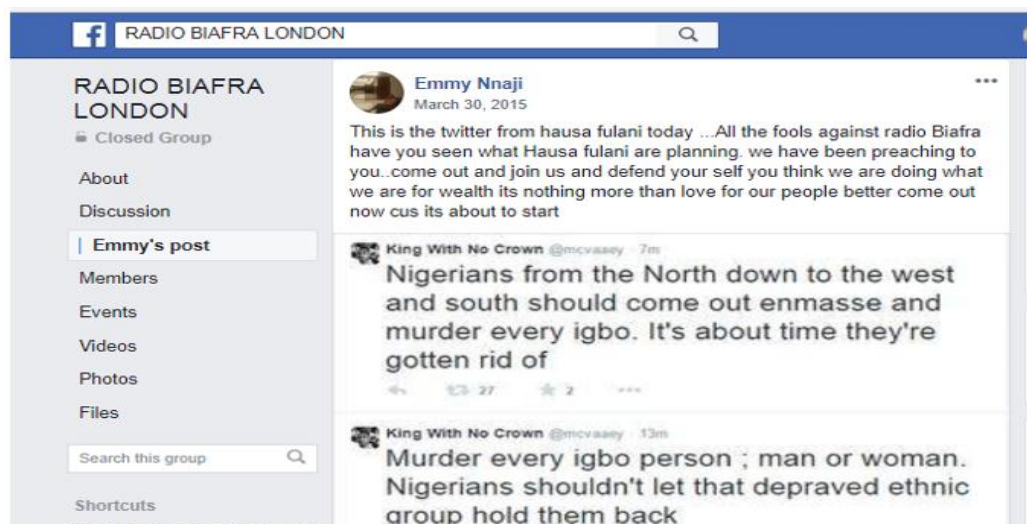 RADIO BIAFRA LONDON
RADIO BIAFRA
LONDON
Closed Group
About
Discussion
Emmy's post
Members
Events
Videos
Photos
Files
Search this group
Shortcuts
Emmy Nnaji
March 30, 2015
This is the twitter from hausa fulani today ...All the fools against radio Biafra
have you seen what Hausa fulani are planning. we have been preaching to
you..come out and join us and defend your self you think we are doing what
we are for wealth its nothing more than love for our people better come out
now cus its about to start
King With No Crown @mcvaaey · 7m
Nigerians from the North down to the west
and south should come out enmasse and
murder every igbo. It's about time they're
gotten rid of
27 2
King With No Crown @mcvaaey · 13m
Murder every igbo person ; man or woman.
Nigerians shouldn't let that depraved ethnic
group hold them back